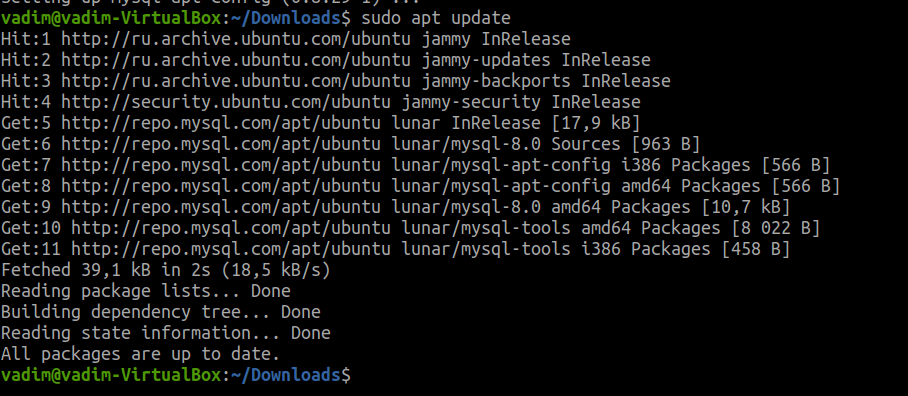 Setting up mysql-apt-config (0.8.29-1) ...
vadim@vadim-VirtualBox:~/Downloads$ sudo apt update
Hit:1 http://ru.archive.ubuntu.com/ubuntu jammy InRelease
Hit:2 http://ru.archive.ubuntu.com/ubuntu jammy-updates InRelease
Hit:3 http://ru.archive.ubuntu.com/ubuntu jammy-backports InRelease
Hit:4 http://security.ubuntu.com/ubuntu jammy-security InRelease
Get:5 http://repo.mysql.com/apt/ubuntu lunar InRelease [17,9 kB]
Get:6 http://repo.mysql.com/apt/ubuntu lunar/mysql-8.0 Sources [963 B]
Get:7 http://repo.mysql.com/apt/ubuntu lunar/mysql-apt-config i386 Packages [566 B]
Get:8 http://repo.mysql.com/apt/ubuntu lunar/mysql-apt-config amd64 Packages [566 B]
Get:9 http://repo.mysql.com/apt/ubuntu lunar/mysql-8.0 amd64 Packages [10,7 kB]
Get:10 http://repo.mysql.com/apt/ubuntu lunar/mysql-tools amd64 Packages [8 022 B]
Get:11 http://repo.mysql.com/apt/ubuntu lunar/mysql-tools i386 Packages [458 B]
Fetched 39,1 kB in 2s (18,5 kB/s)
Reading package lists... Done
Building dependency tree... Done
Reading state information... Done
All packages are up to date.
vadim@vadim-VirtualBox:~/Downloads$